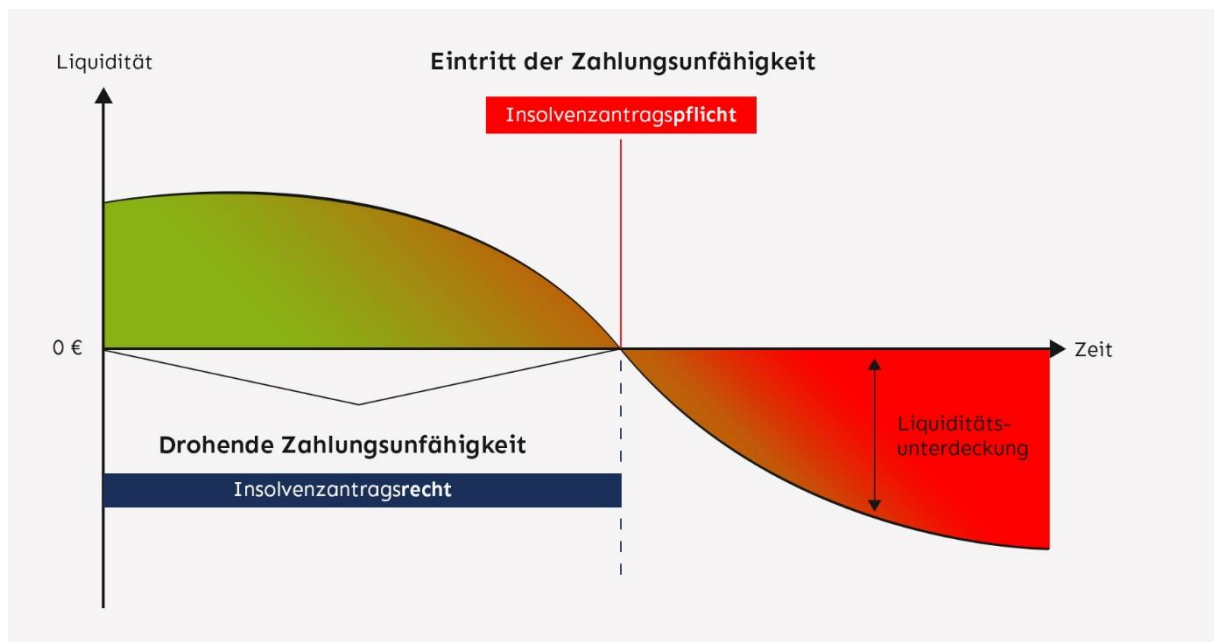 Liquidität
Eintritt der Zahlungsunfähigkeit
Insolvenzantragspflicht
0 €
Zeit
Liquiditäts-
unterdeckung
Drohende Zahlungsunfähigkeit
Insolvenzantragsrecht